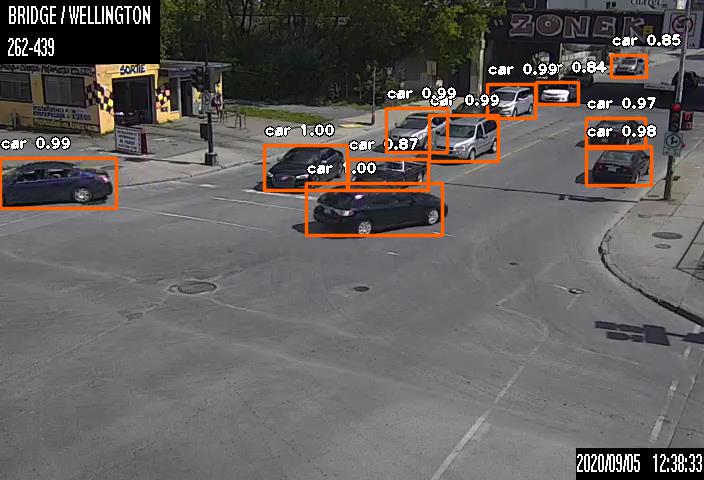 BRIDGE / WELLINGTON
262-439
ZONEK
SORTIE
car 0.85
car 0.99
0.84
car 0.99
car 0.99
car 0.97
car 1.00
car 0.87
car 0.98
car 0.99
car 1.00
2020/09/05 12:38:33